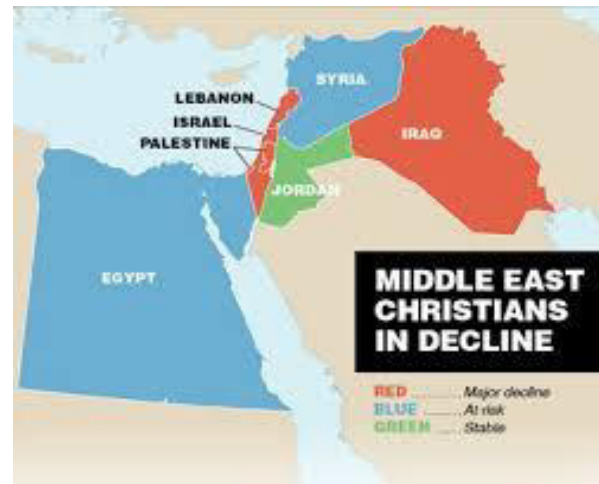 SYRIA
LEBANON
ISRAEL
PALESTINE
IRAQ
JORDAN
EGYPT
MIDDLE EAST
CHRISTIANS
IN DECLINE
RED ............ Major decline
BLUE ......... At risk
GREEN ...... Stable